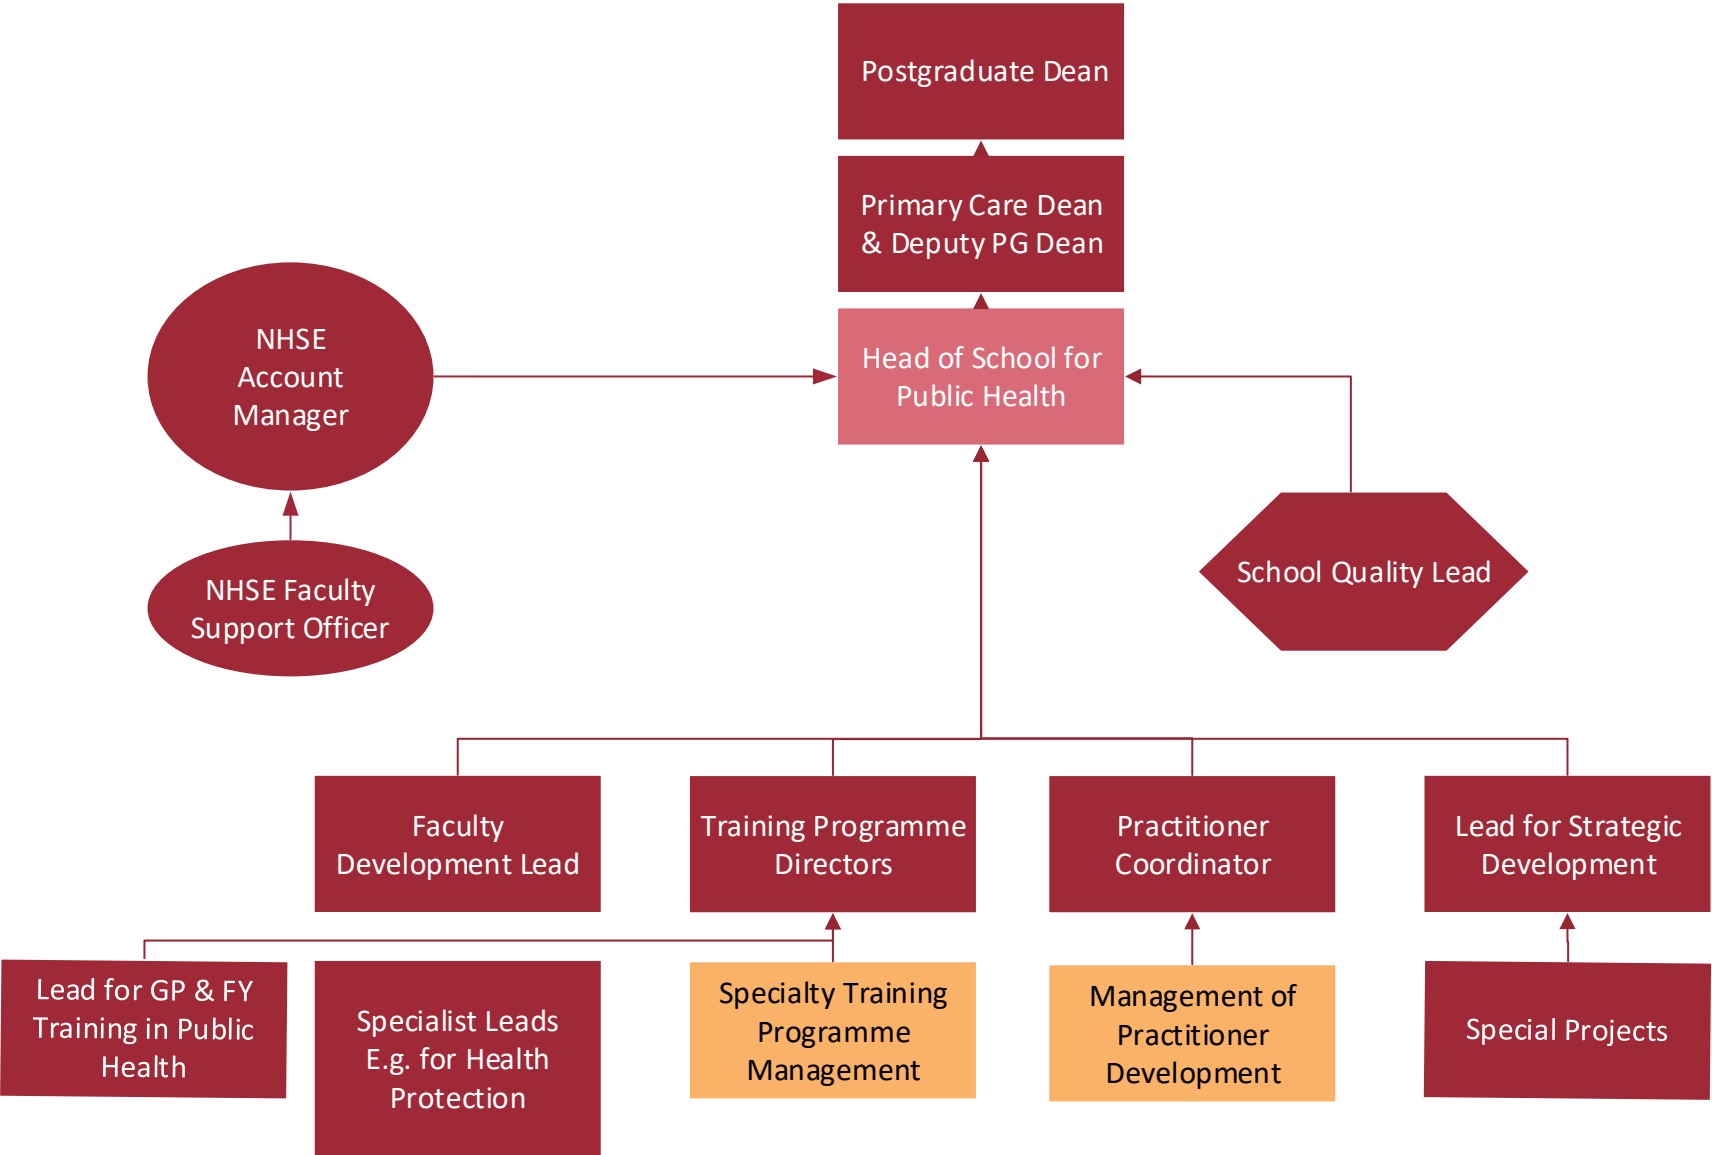 Postgraduate Dean
Primary Care Dean
& Deputy PG Dean
NHSE
Account
Manager
Head of School for
Public Health
NHSE Faculty
Support Officer
School Quality Lead
Faculty
Development Lead
Training Programme
Directors
Practitioner
Coordinator
Lead for Strategic
Development
Lead for GP & FY
Training in Public
Health
Specialist Leads
E.g. for Health
Protection
Specialty Training
Programme
Management
Management of
Practitioner
Development
Special Projects